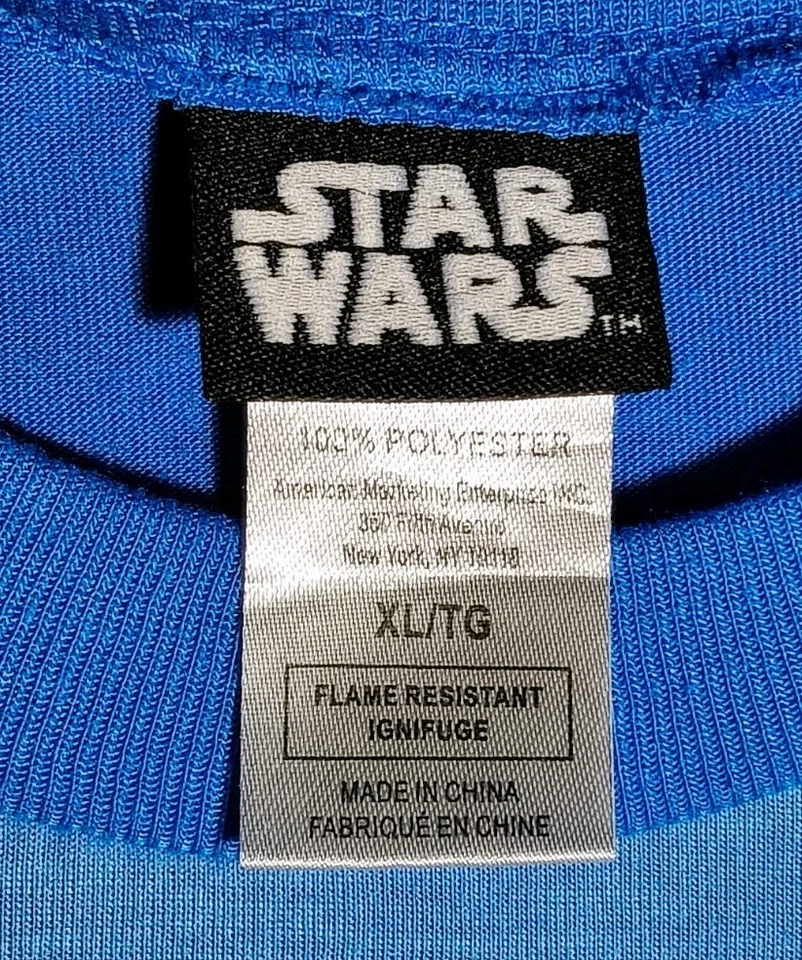 STAR
WARS TM
100% POLYESTER
American Marketing Enterprise INC.
Fifth Avenue
New York, NY
XL/TG
FLAME RESISTANT
IGNIFUGE
MADE IN CHINA
FABRIQUÉ EN CHINE